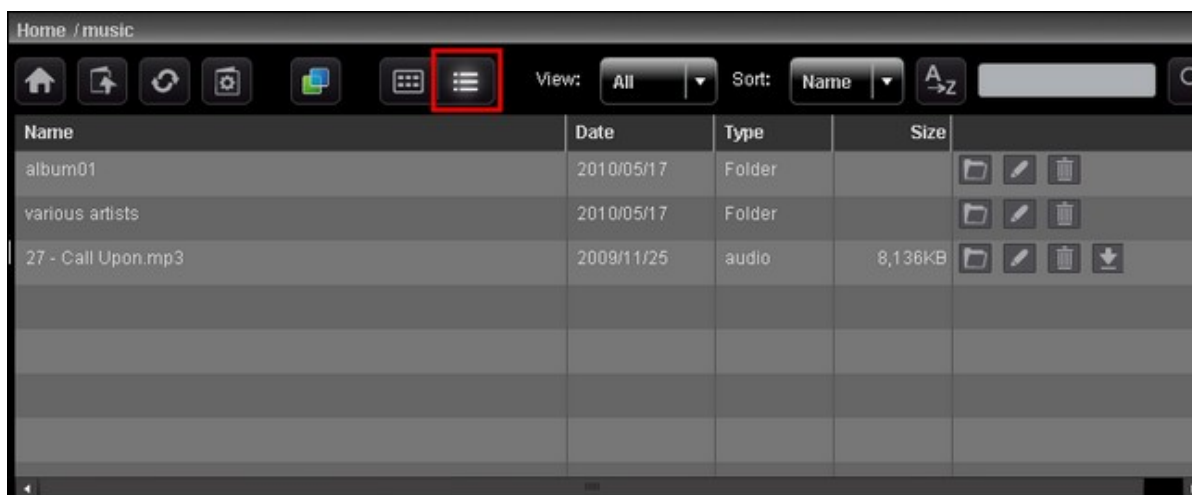 Home / music
View: All Sort: Name A Z
Name Date Type Size
album01 2010/05/17 Folder
various artists 2010/05/17 Folder
27 - Call Upon.mp3 2009/11/25 audio 8,136KB